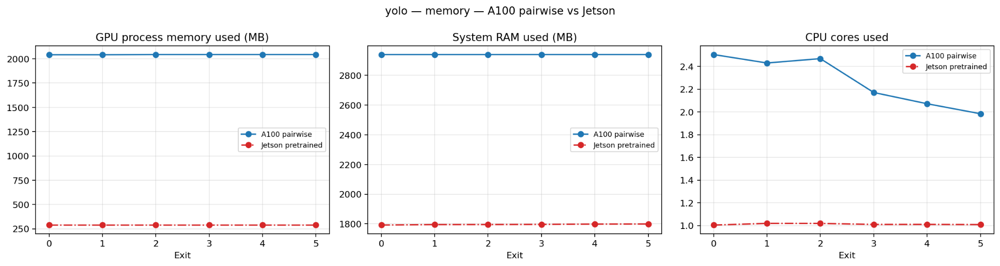 yolo — memory — A100 pairwise vs Jetson
GPU process memory used (MB)
2000
1750
1500
1250
1000
750
500
250
A100 pairwise
Jetson pretrained
0 1 2 3 4 5
Exit
System RAM used (MB)
2800
2600
2400
2200
2000
1800
A100 pairwise
Jetson pretrained
0 1 2 3 4 5
Exit
CPU cores used
2.4
2.2
2.0
1.8
1.6
1.4
1.2
1.0
A100 pairwise
Jetson pretrained
0 1 2 3 4 5
Exit